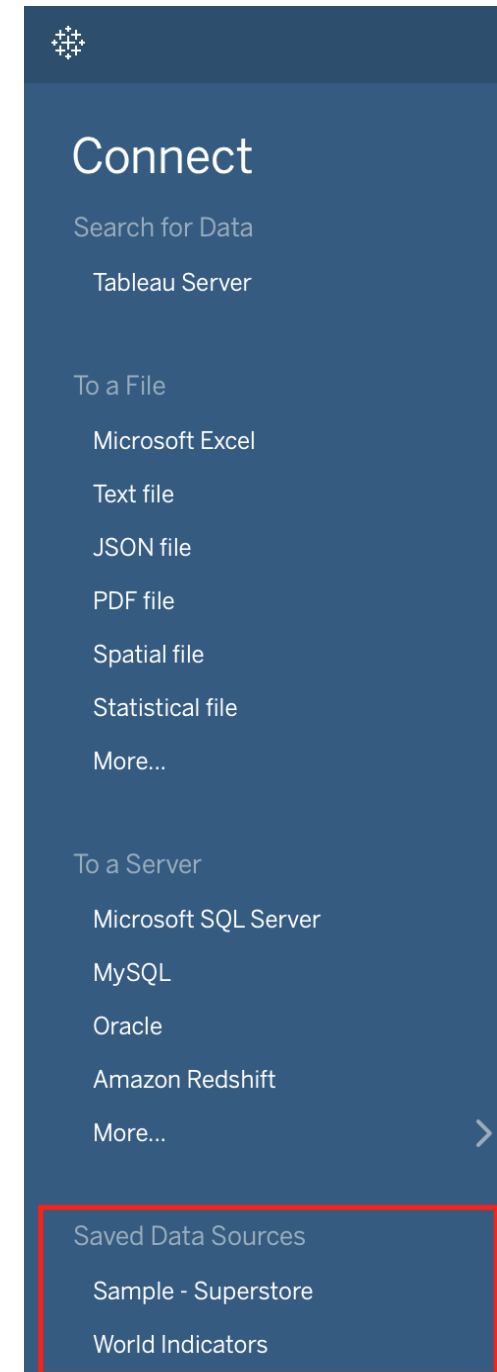 Connect
Search for Data
Tableau Server
To a File
Microsoft Excel
Text file
JSON file
PDF file
Spatial file
Statistical file
More...
To a Server
Microsoft SQL Server
MySQL
Oracle
Amazon Redshift
More...
Saved Data Sources
Sample - Superstore
World Indicators